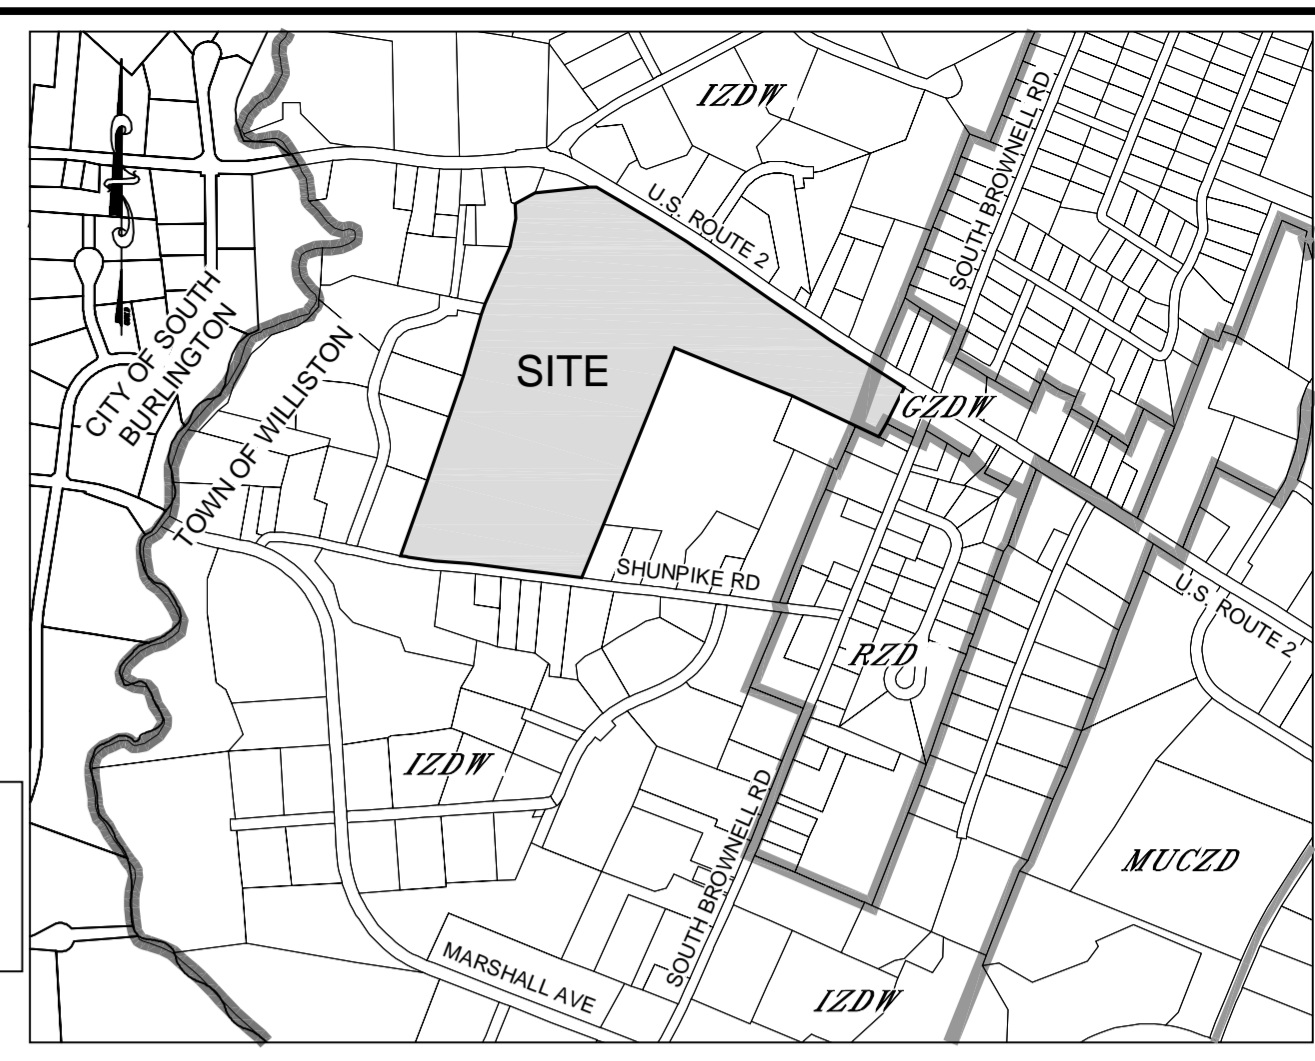 IZDW
SOUTH BROWNELL RD
U.S. ROUTE 2
CITY OF SOUTH
BURLINGTON
TOWN OF WILLISTON
SITE
GZDW
SHUNPIKE RD
U.S. ROUTE 2
RZD
IZDW
SOUTH BROWNELL RD
MUCZD
MARSHALL AVE
IZDW